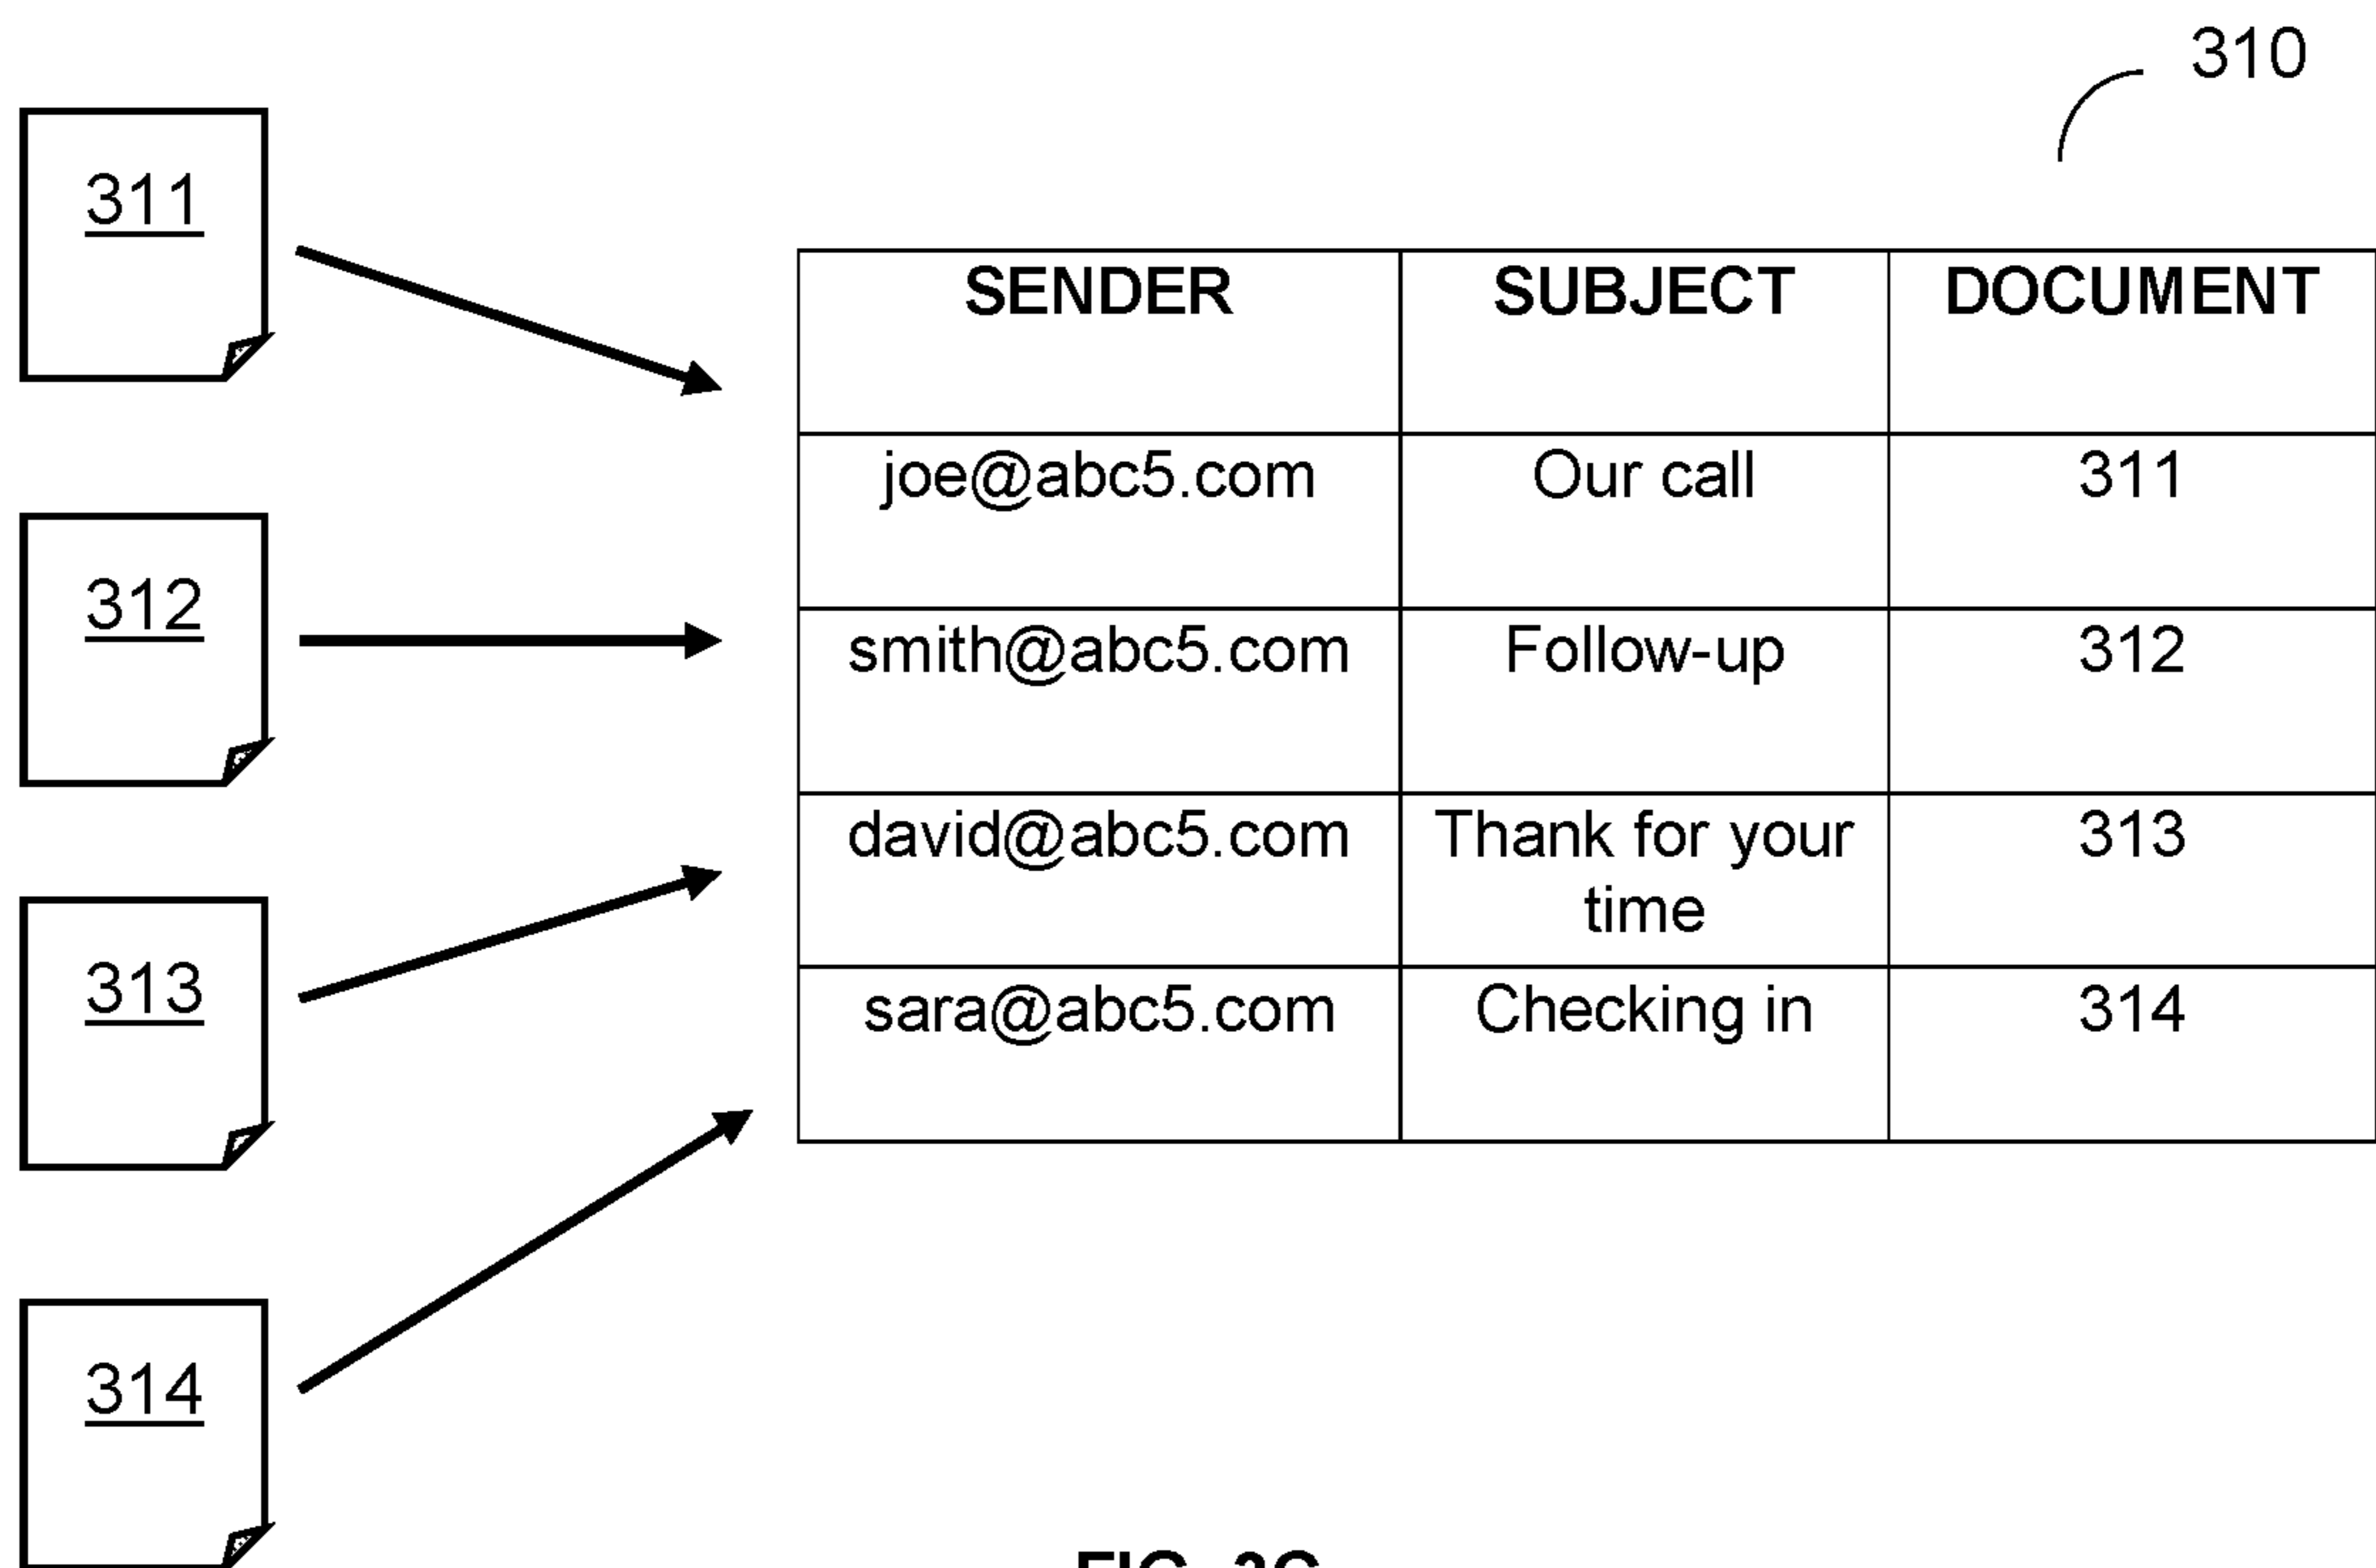 310
311
312
313
314
SENDER SUBJECT DOCUMENT
joe@abc5.com Our call 311
smith@abc5.com Follow-up 312
david@abc5.com Thank for your 313
time
sara@abc5.com Checking in 314